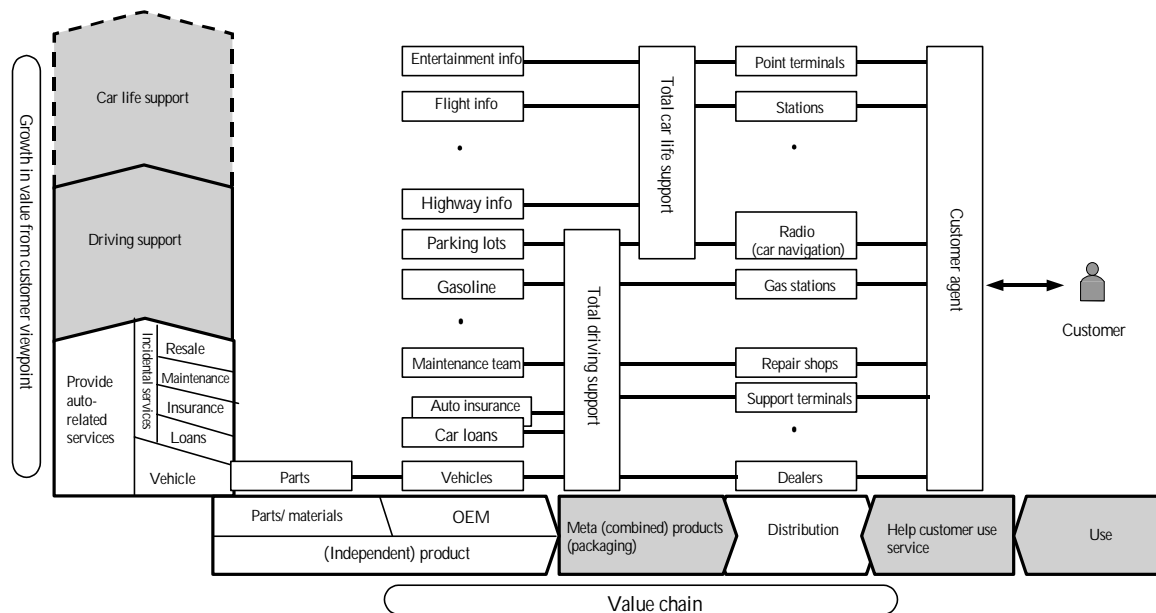 Growth in value from customer viewpoint
Car life support
Driving support
Provide
auto-
related
services
Incidental services
Resale
Maintenance
Insurance
Loans
Vehicle
Entertainment info
Flight info
Highway info
Parking lots
Gasoline
Maintenance team
Auto insurance
Car loans
Parts
Vehicles
Total car life support
Total driving support
Point terminals
Stations
Radio
(car navigation)
Gas stations
Repair shops
Support terminals
Dealers
Customer agent
Customer
Parts/ materials
OEM
(Independent) product
Meta (combined) products
(packaging)
Distribution
Help customer use
service
Use
Value chain